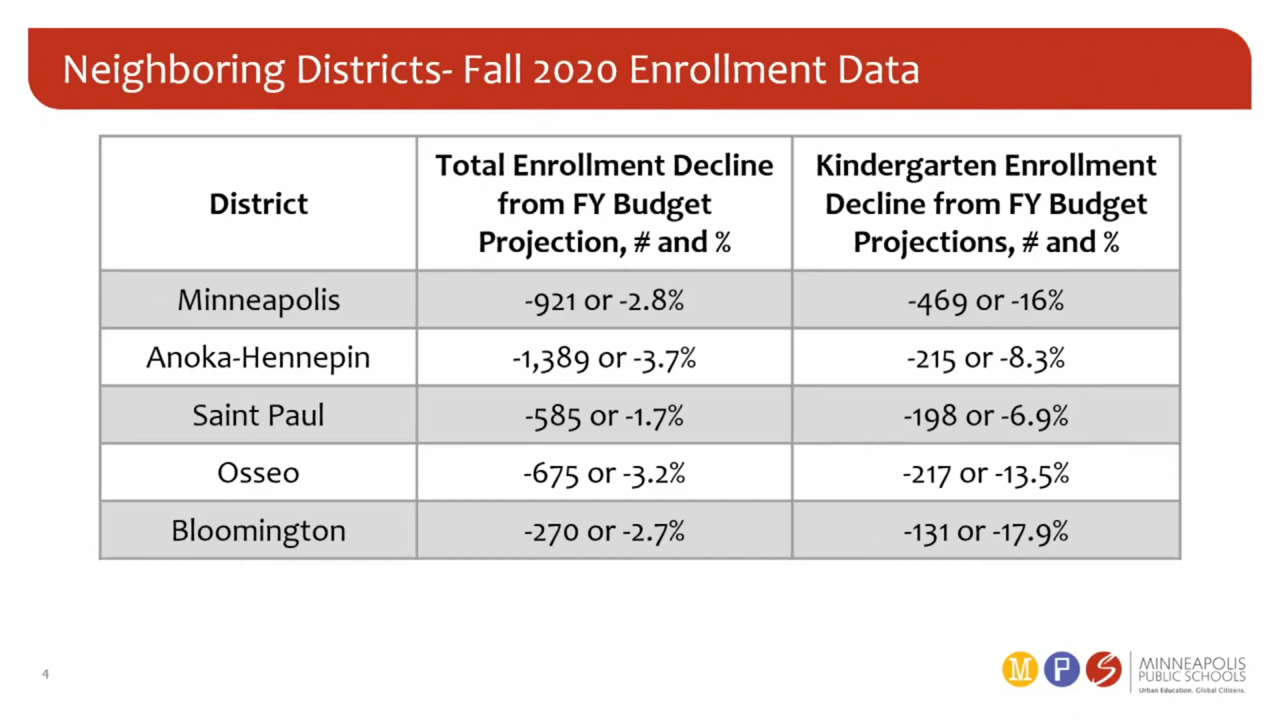 Neighboring Districts- Fall 2020 Enrollment Data
District
Total Enrollment Decline
from FY Budget
Projection, # and %
Kindergarten Enrollment
Decline from FY Budget
Projections, # and %
Minneapolis
-921 or -2.8%
-469 or -16%
Anoka-Hennepin
-1,389 or -3.7%
-215 or -8.3%
Saint Paul
-585 or -1.7%
-198 or -6.9%
Osseo
-675 or -3.2%
-217 or -13.5%
Bloomington
-270 or -2.7%
-131 or -17.9%
4
M P S
MINNEAPOLIS
PUBLIC SCHOOLS
Urban Education. Global Citizens.